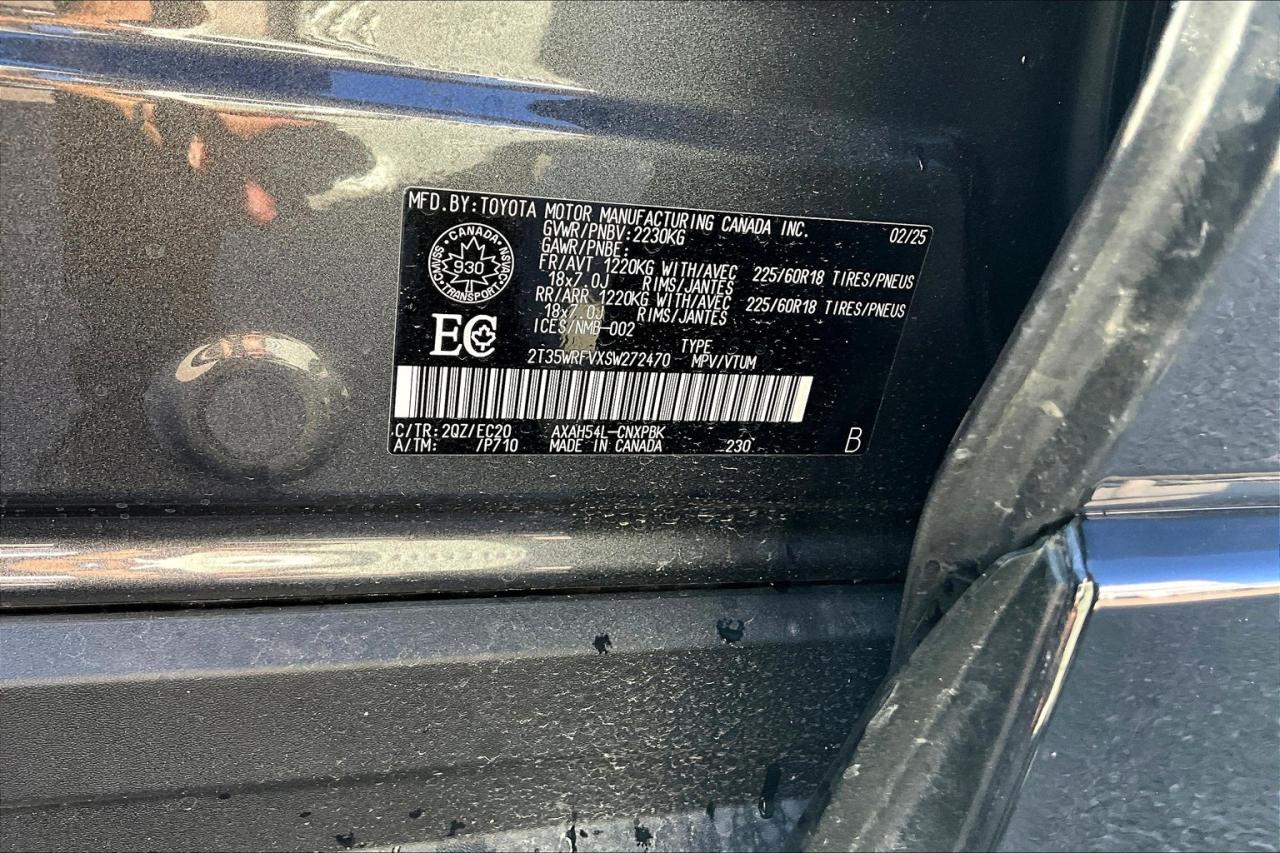 MFD.BY:TOYOTA MOTOR MANUFACTURING CANADA INC. 02/25
GVWR/PNBV:2230KG
GAWR/PNBE:
FR/AVT 1220KG WITH/AVEC 225/60R18 TIRES/PNEUS
18x7.0J RIMS/JANTES
RR/ARR 1220KG WITH/AVEC 225/60R18 TIRES/PNEUS
18x7.0J RIMS/JANTES
ICES/NMB-002
CANADA
930
TRANSPORT
EC
TYPE
2T35WRFVXSW272470 MPV/VTUM
C/TR: 2QZ/EC20 AXAH54L-CNXPBK
A/TM: /P710 MADE IN CANADA 230 B